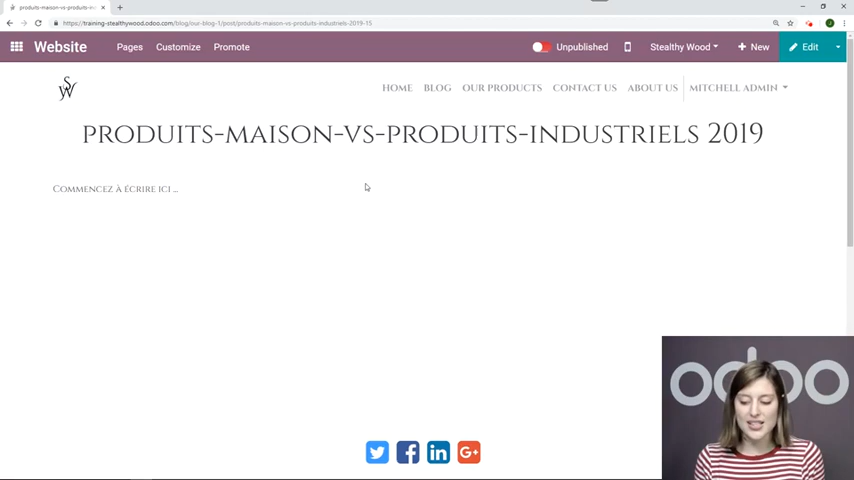 produits-maison-vs-produits-ind
https://training-stealthywood.odoo.com/blog/our-blog-1/post/produits-maison-vs-produits-industriels-2019-15
Website Pages Customize Promote Unpublished Stealthy Wood New Edit
SW HOME BLOG OUR PRODUCTS CONTACT US ABOUT US MITCHELL ADMIN
PRODUITS-MAISON-VS-PRODUITS-INDUSTRIELS 2019
Commencez à écrire ici ...
odoo